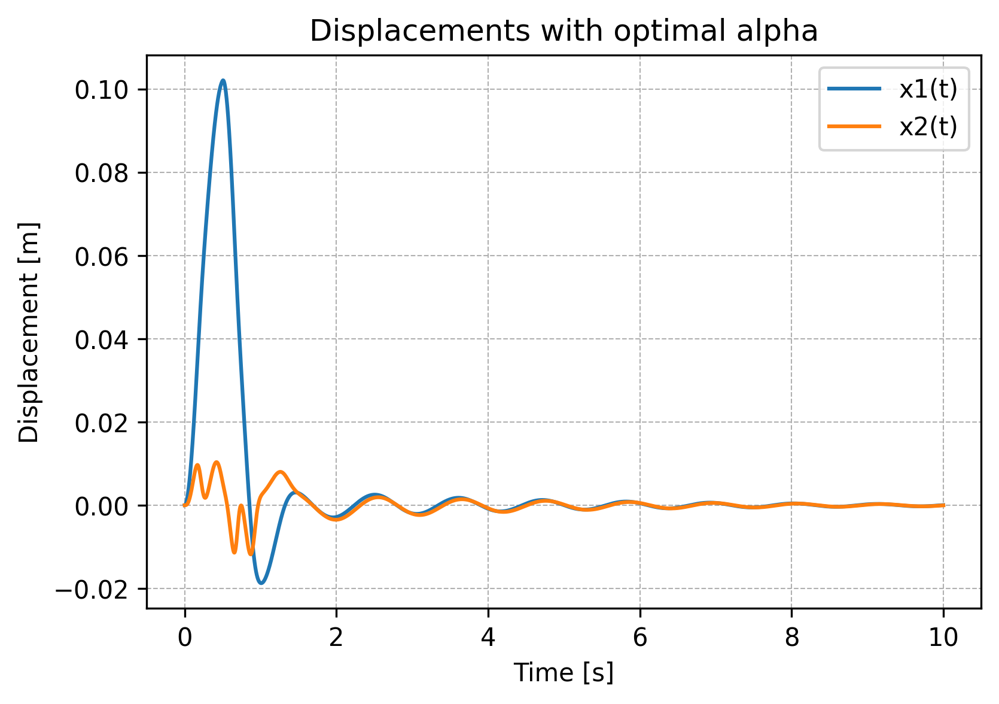 Displacements with optimal alpha
x1(t)
x2(t)
Displacement [m]
0.10
0.08
0.06
0.04
0.02
0.00
−0.02
0 2 4 6 8 10
Time [s]